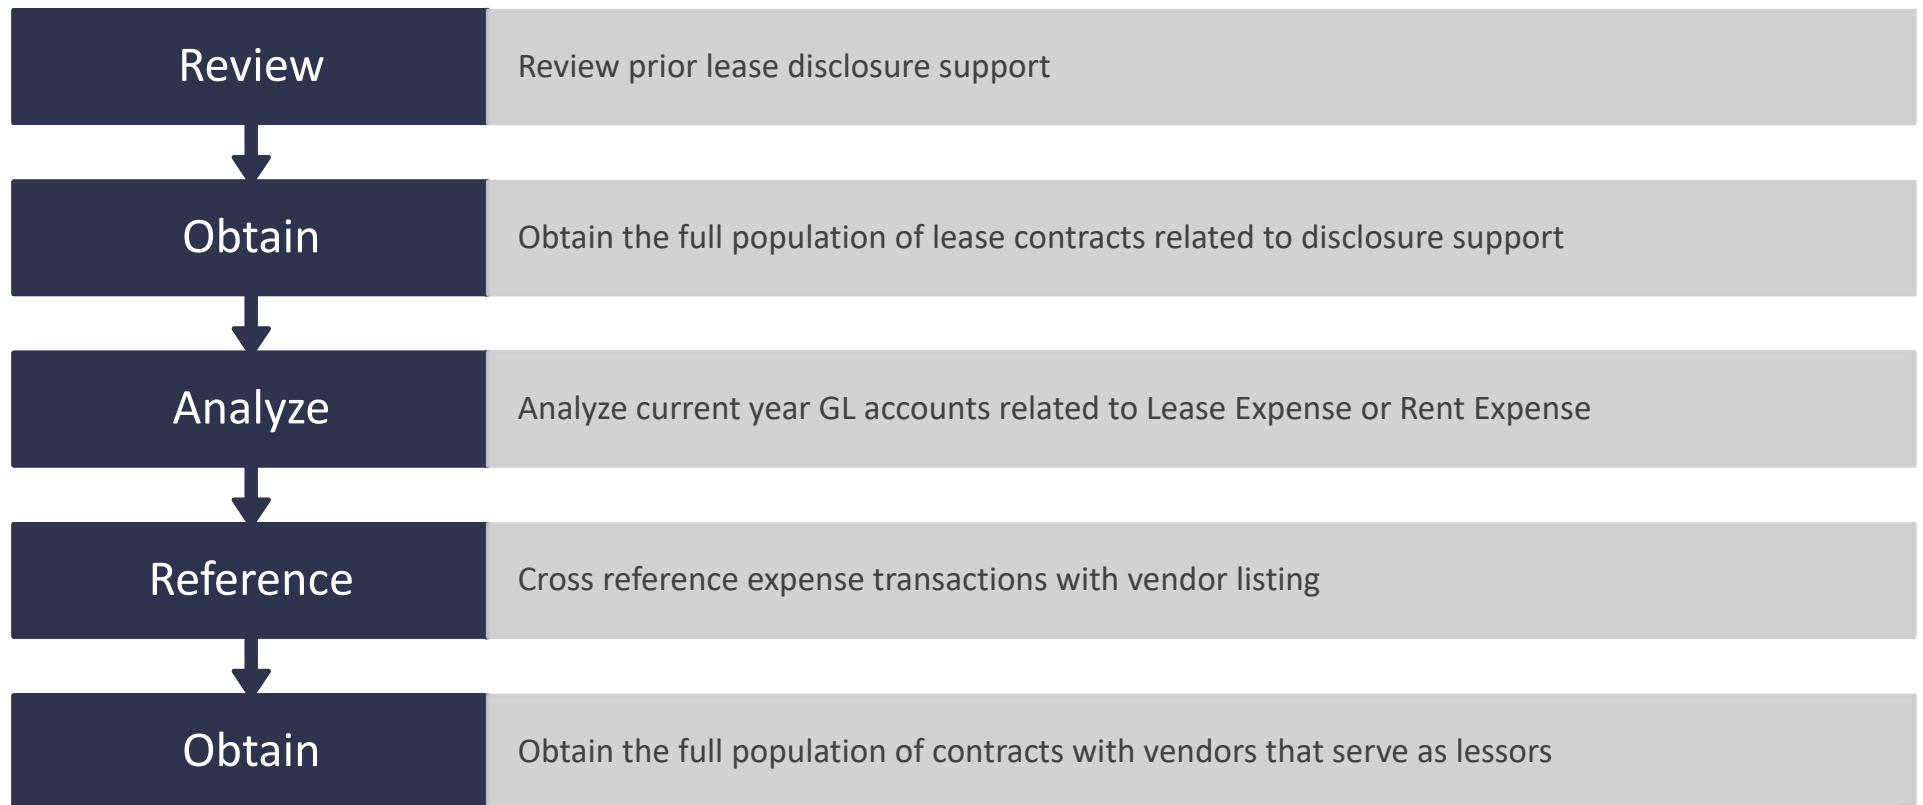 Review
Review prior lease disclosure support
Obtain
Obtain the full population of lease contracts related to disclosure support
Analyze
Analyze current year GL accounts related to Lease Expense or Rent Expense
Reference
Cross reference expense transactions with vendor listing
Obtain
Obtain the full population of contracts with vendors that serve as lessors